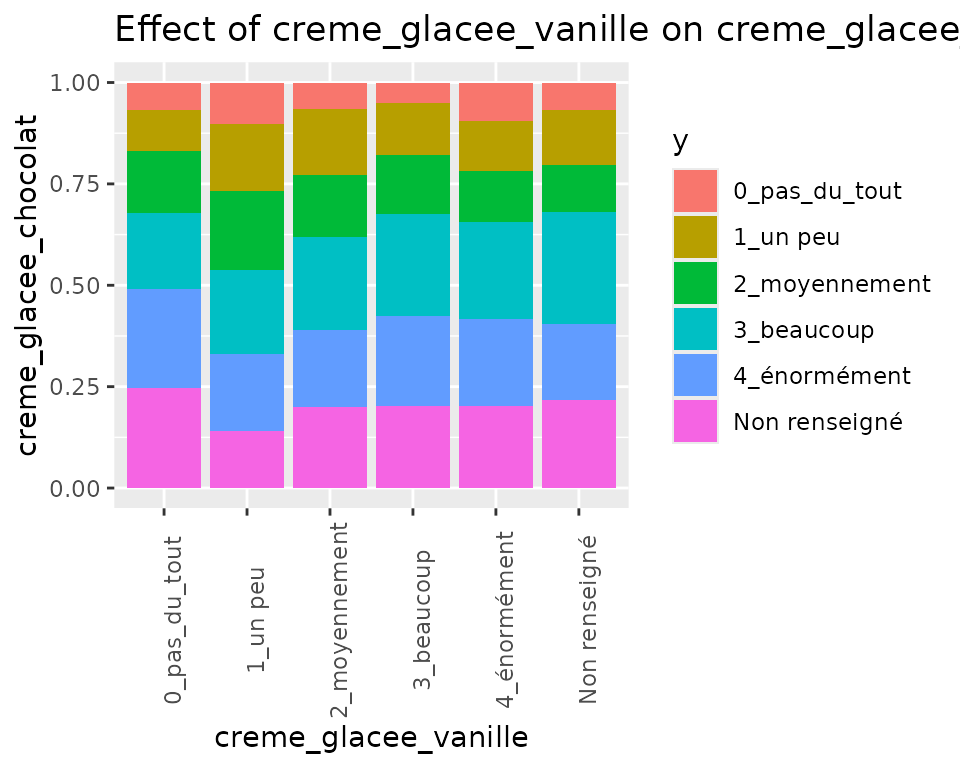 Effect of creme_glacee_vanille on creme_glacee_
creme_glacee_chocolat
1.00
0.75
0.50
0.25
0.00
0_pas_du_tout
1_un peu
2_moyennement
3_beaucoup
4_énormément
Non renseigné
creme_glacee_vanille
y
0_pas_du_tout
1_un peu
2_moyennement
3_beaucoup
4_énormément
Non renseigné